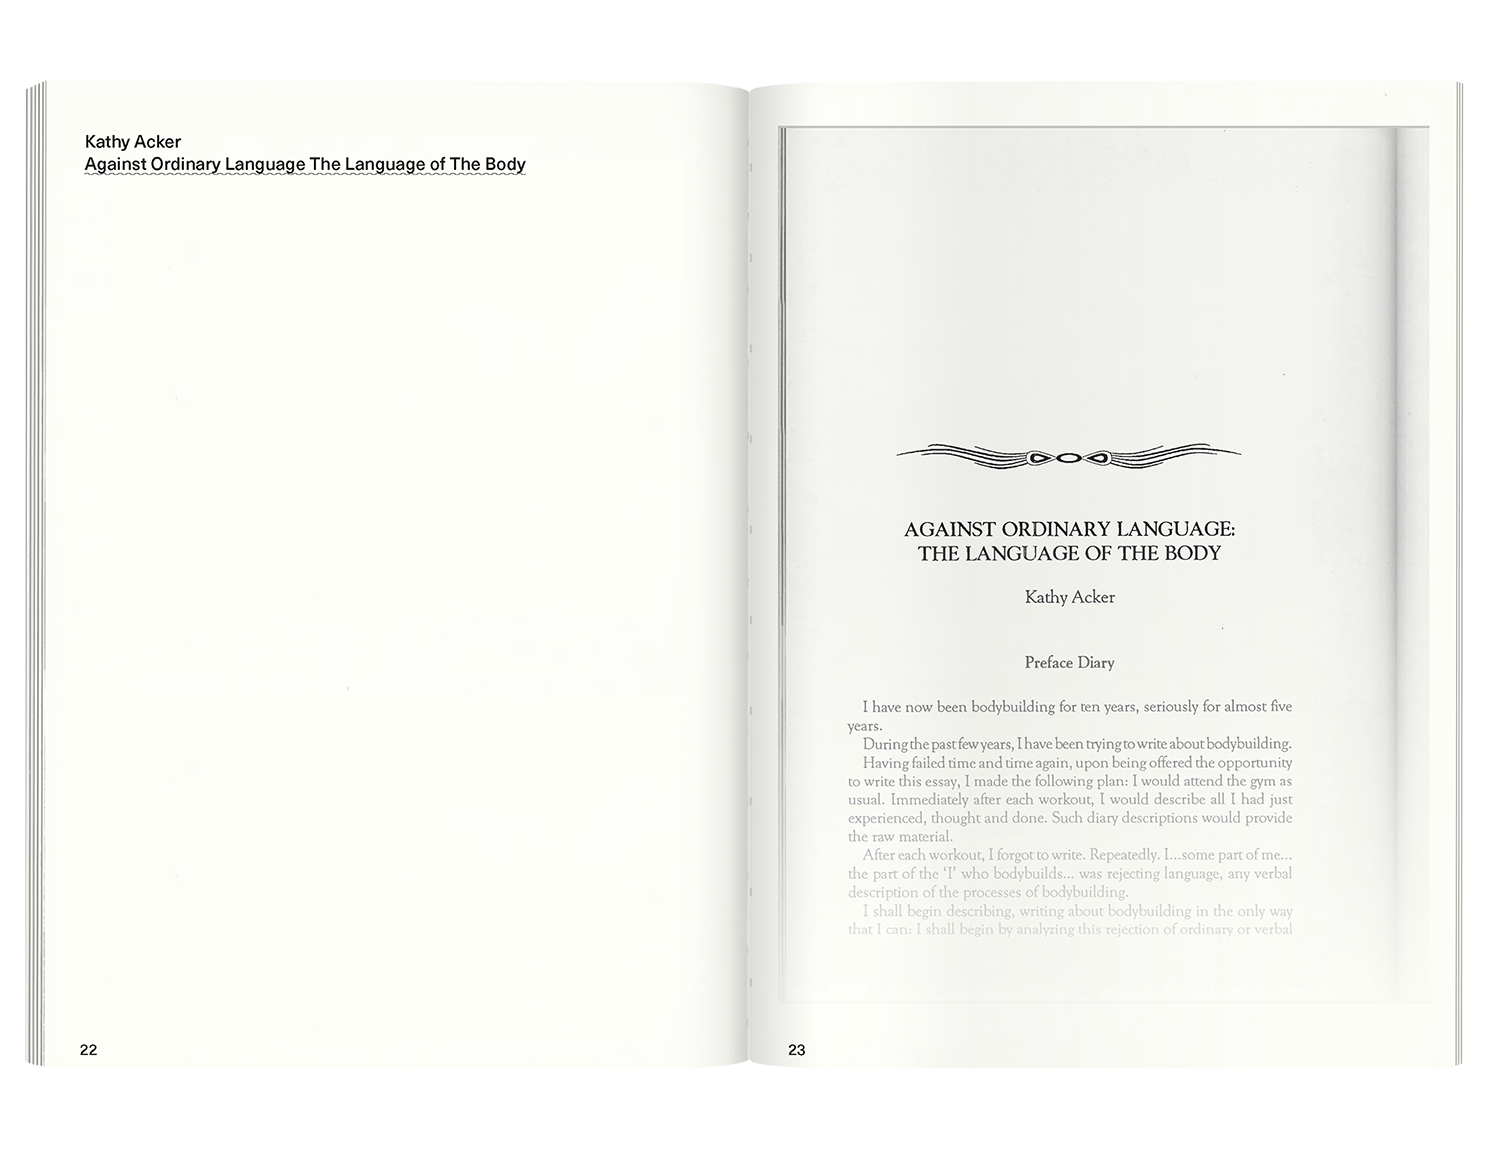 Kathy Acker
Against Ordinary Language The Language of The Body
22
AGAINST ORDINARY LANGUAGE:
THE LANGUAGE OF THE BODY
Kathy Acker
Preface Diary
I have now been bodybuilding for ten years, seriously for almost five
years.
During the past few years, I have been trying to write about bodybuilding.
Having failed time and time again, upon being offered the opportunity
to write this essay, I made the following plan: I would attend the gym as
usual. Immediately after each workout, I would describe all I had just
experienced, thought and done. Such diary descriptions would provide
the raw material.
After each workout, I forgot to write. Repeatedly. I...some part of me...
the part of the ‘I’ who bodybuilds... was rejecting language, any verbal
description of the processes of bodybuilding.
I shall begin describing, writing about bodybuilding in the only way
that I can: I shall begin by analyzing this rejection of ordinary or verbal
23